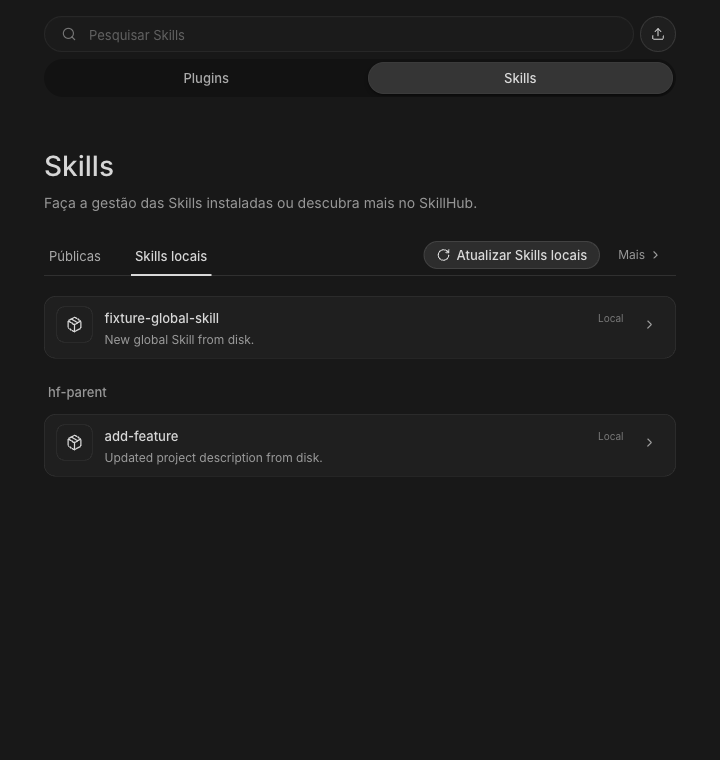 Pesquisar Skills
Plugins
Skills
Skills
Faça a gestão das Skills instaladas ou descubra mais no SkillHub.
Públicas
Skills locais
Atualizar Skills locais
Mais
fixture-global-skill
Local
New global Skill from disk.
hf-parent
add-feature
Local
Updated project description from disk.